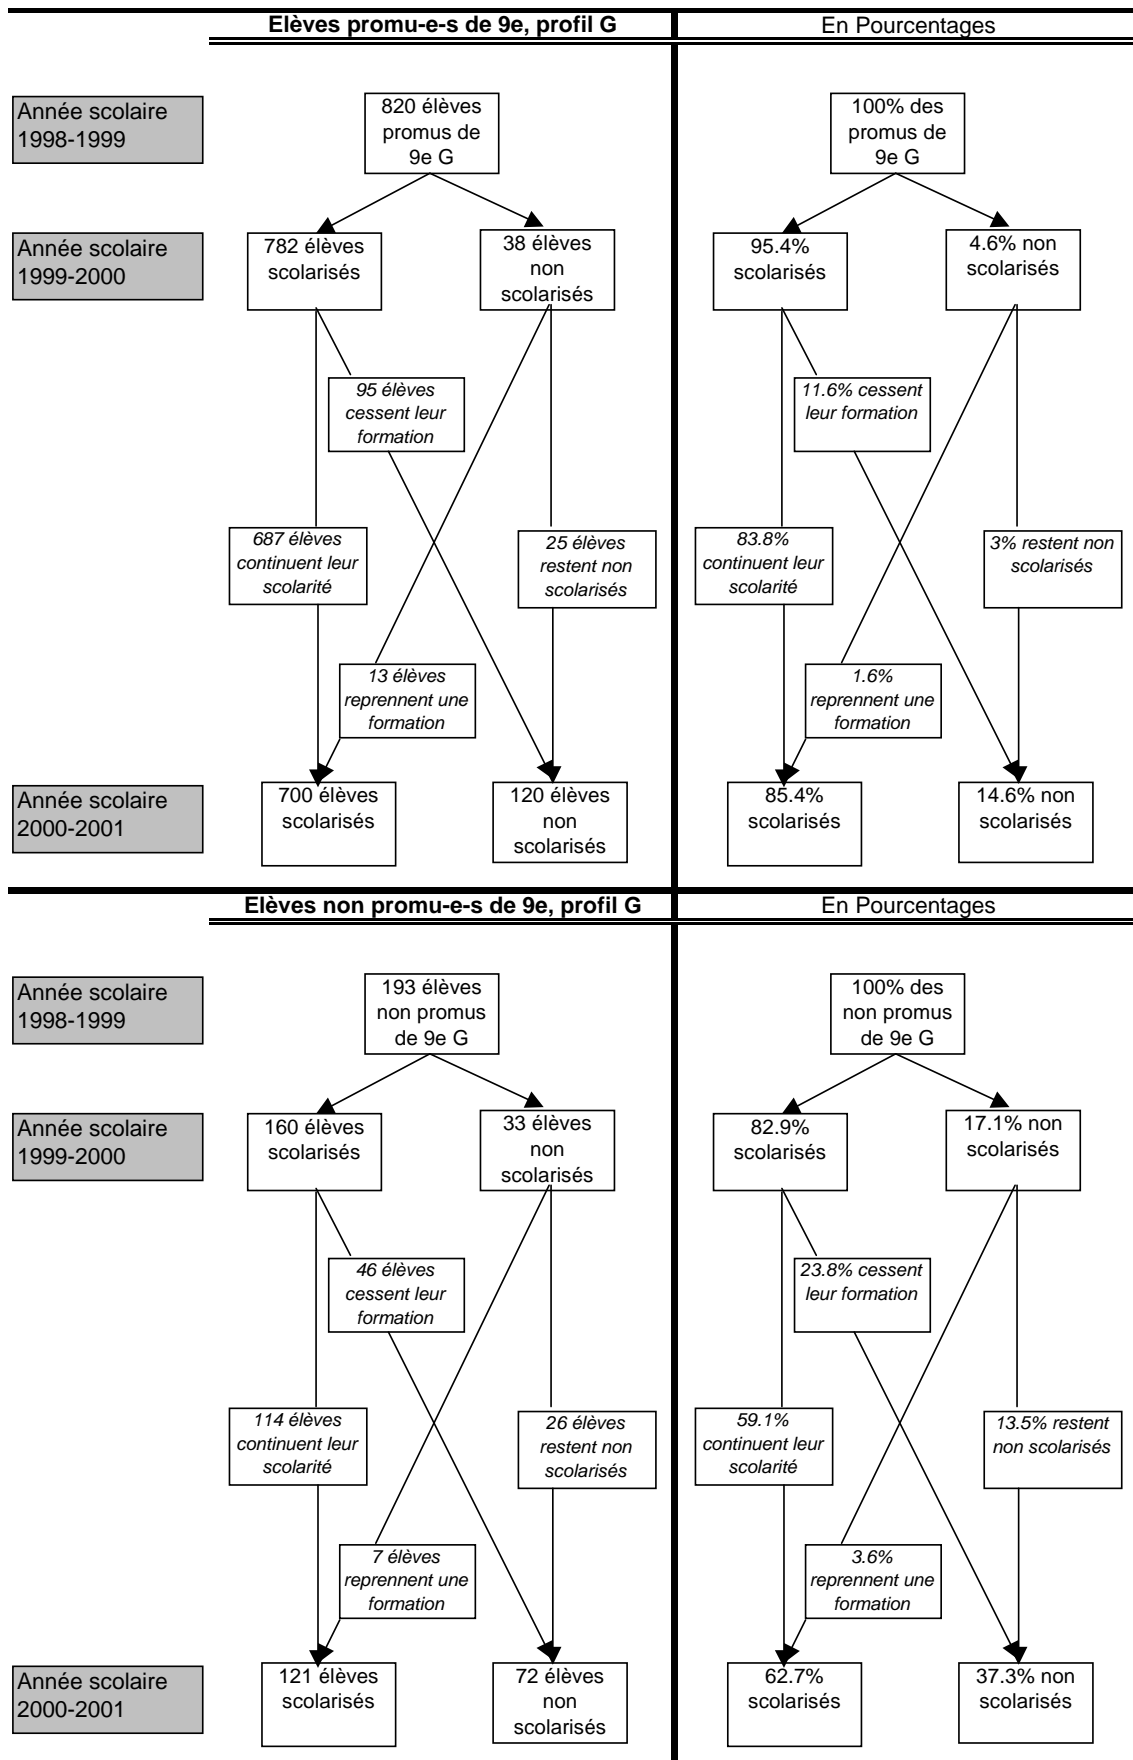 Elèves promu-e-s de 9e, profil G
En Pourcentages
Année scolaire
1998-1999
820 élèves
promus de
9e G
100% des
promus de
9e G
Année scolaire
1999-2000
782 élèves
scolarisés
38 élèves
non
scolarisés
95.4%
scolarisés
4.6% non
scolarisés
95 élèves
cessent leur
formation
11.6% cessent
leur formation
687 élèves
continuent leur
scolarité
25 élèves
restent non
scolarisés
83.8%
continuent leur
scolarité
3% restent non
scolarisés
13 élèves
reprennent une
formation
1.6%
reprennent une
formation
Année scolaire
2000-2001
700 élèves
scolarisés
120 élèves
non
scolarisés
85.4%
scolarisés
14.6% non
scolarisés
Elèves non promu-e-s de 9e, profil G
En Pourcentages
Année scolaire
1998-1999
193 élèves
non promus
de 9e G
100% des
non promus
de 9e G
Année scolaire
1999-2000
160 élèves
scolarisés
33 élèves
non
scolarisés
82.9%
scolarisés
17.1% non
scolarisés
46 élèves
cessent leur
formation
23.8% cessent
leur formation
114 élèves
continuent leur
scolarité
26 élèves
restent non
scolarisés
59.1%
continuent leur
scolarité
13.5% restent
non scolarisés
7 élèves
reprennent une
formation
3.6%
reprennent une
formation
Année scolaire
2000-2001
121 élèves
scolarisés
72 élèves
non
scolarisés
62.7%
scolarisés
37.3% non
scolarisés